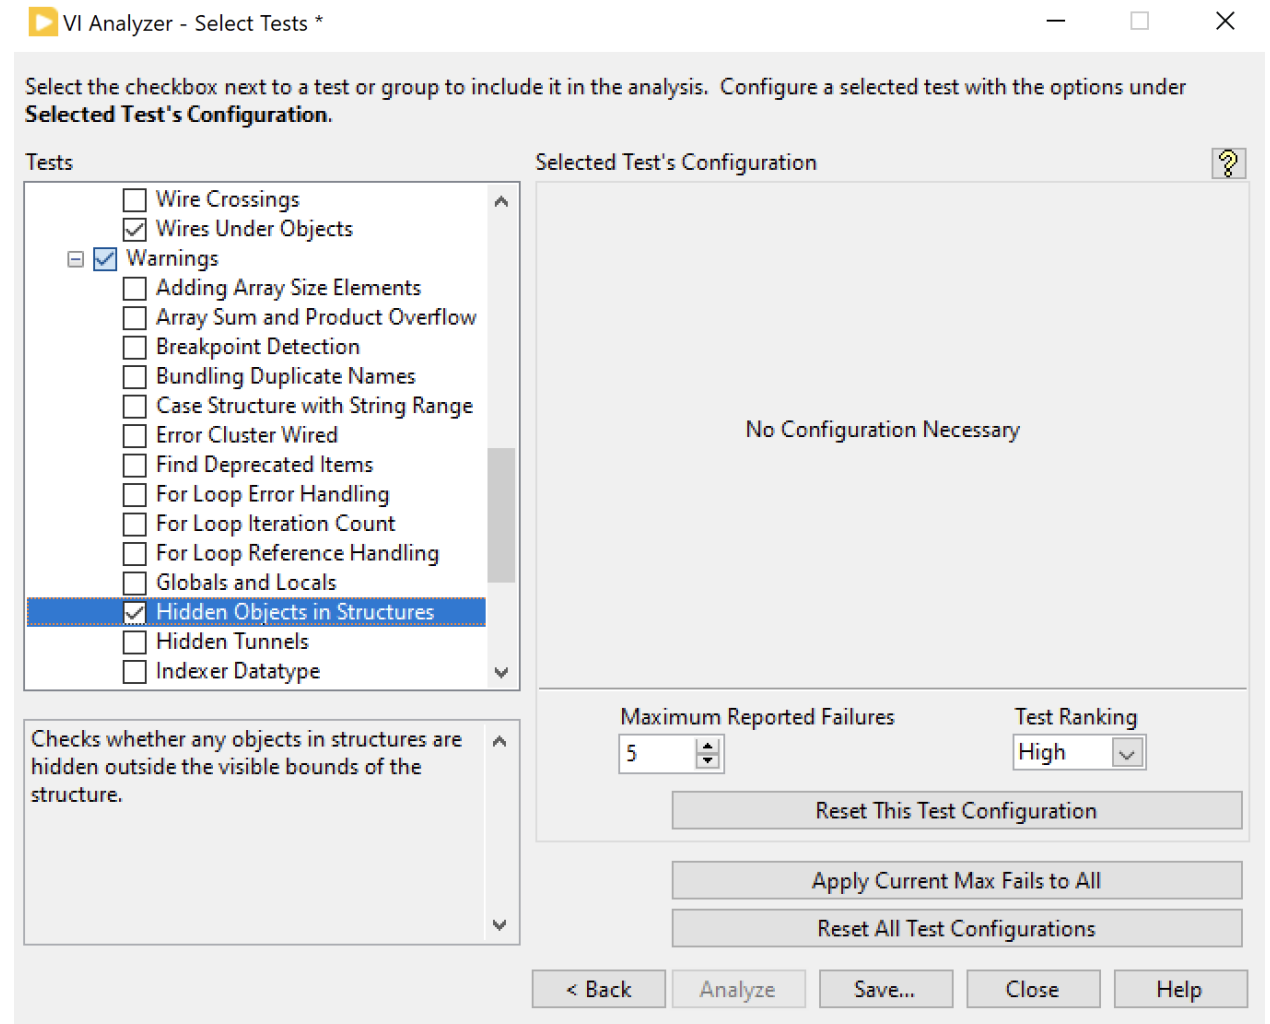 VI Analyzer - Select Tests *
Select the checkbox next to a test or group to include it in the analysis.  Configure a selected test with the options under
Selected Test's Configuration.
Tests
Wire Crossings
Wires Under Objects
Warnings
Adding Array Size Elements
Array Sum and Product Overflow
Breakpoint Detection
Bundling Duplicate Names
Case Structure with String Range
Error Cluster Wired
Find Deprecated Items
For Loop Error Handling
For Loop Iteration Count
For Loop Reference Handling
Globals and Locals
Hidden Objects in Structures
Hidden Tunnels
Indexer Datatype
Checks whether any objects in structures are
hidden outside the visible bounds of the
structure.
Selected Test's Configuration
?
No Configuration Necessary
Maximum Reported Failures
5
Test Ranking
High
Reset This Test Configuration
Apply Current Max Fails to All
Reset All Test Configurations
< Back
Analyze
Save...
Close
Help